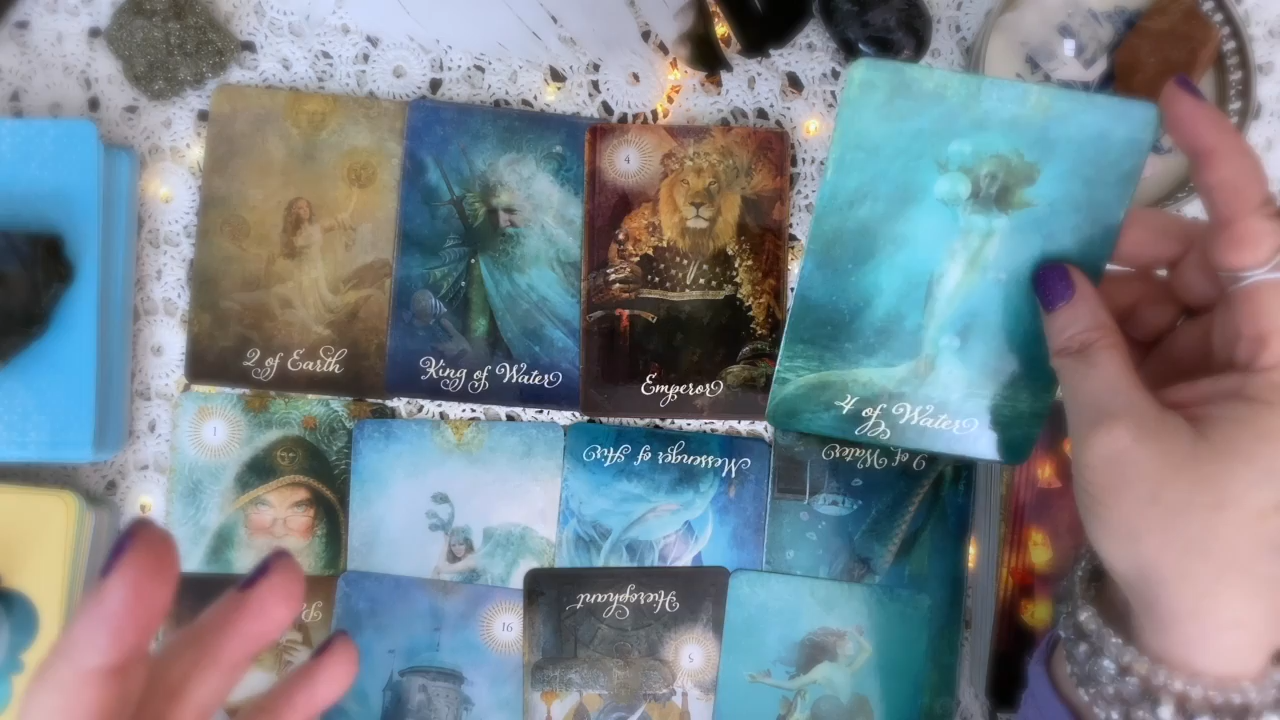 4
2 of Earth
King of Water
Emperor
4 of Water
1
Messenger of Air
9 of Water
16
Hierophant
5